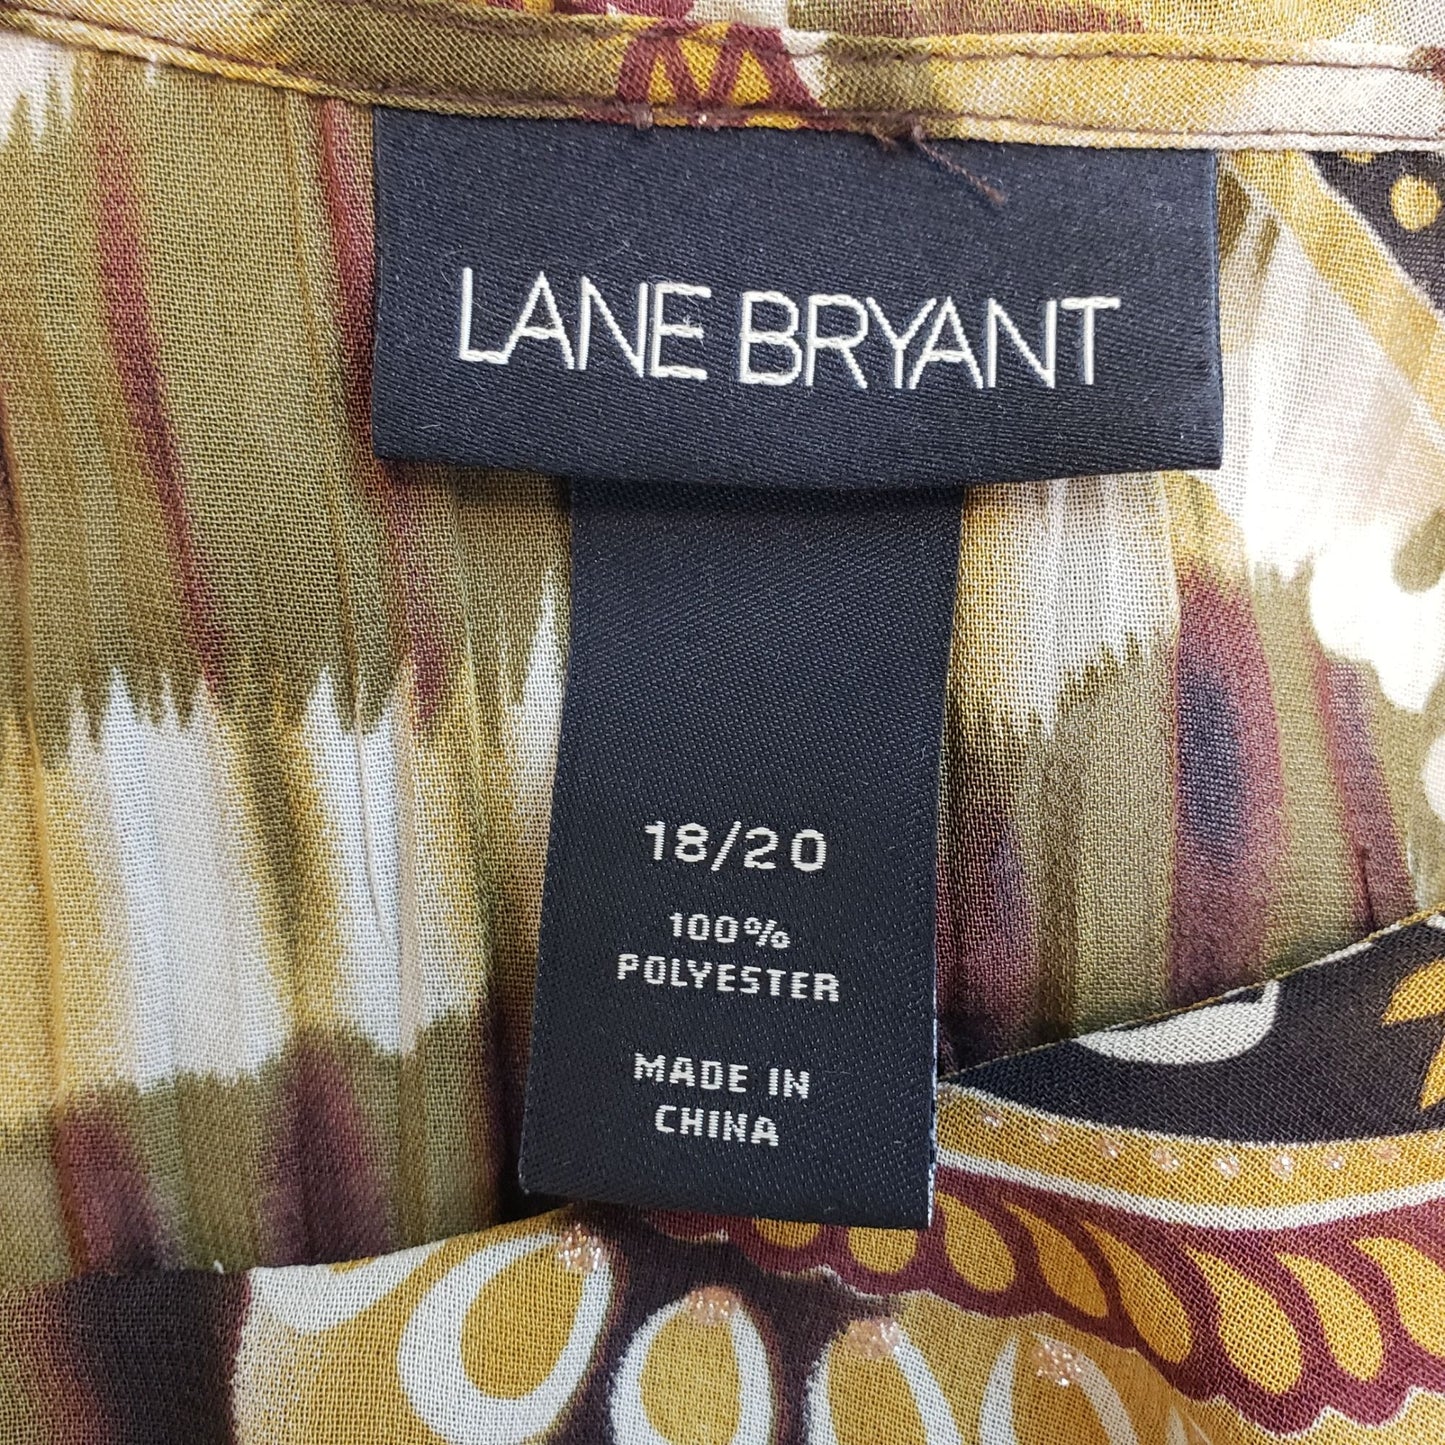 LANE BRYANT
18/20
100%
POLYESTER
MADE IN
CHINA